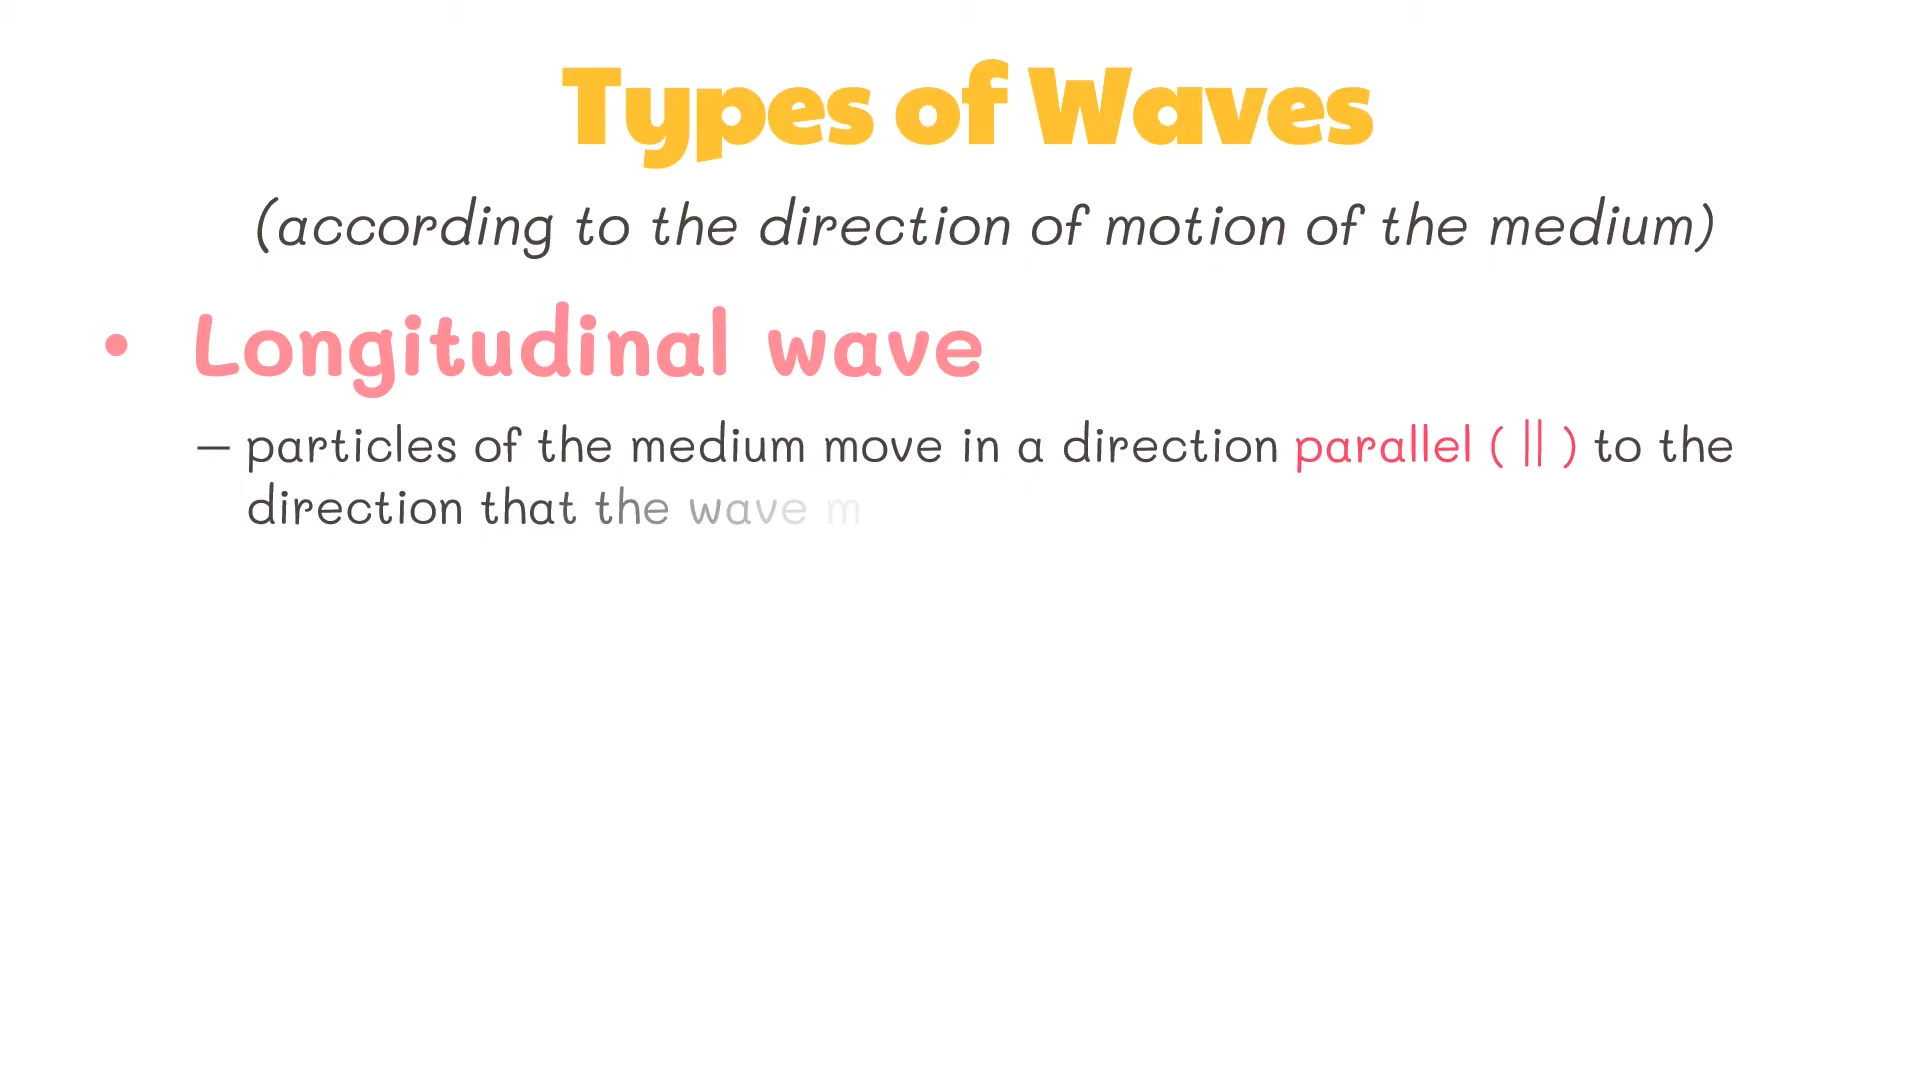 Types of Waves
(according to the direction of motion of the medium)
• Longitudinal wave
– particles of the medium move in a direction parallel ( || ) to the
direction that the wave m